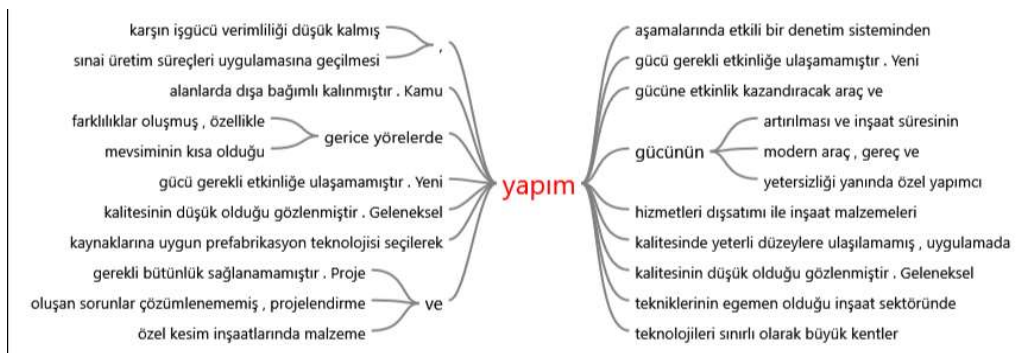 karşın işgücü verimliliği düşük kalmış
sınai üretim süreçleri uygulamasına geçilmesi
,
alanlarda dışa bağımlı kalınmıştır . Kamu
farklılıklar oluşmuş , özellikle
mevsiminin kısa olduğu
gerice yörelerde
gücü gerekli etkinliğe ulaşamamıştır . Yeni
kalitesinin düşük olduğu gözlenmiştir . Geleneksel
kaynaklarına uygun prefabrikasyon teknolojisi seçilerek
gerekli bütünlük sağlanamamıştır . Proje
oluşan sorunlar çözümlenememiş , projelendirme
özel kesim inşaatlarında malzeme
ve
yapım
aşamalarında etkili bir denetim sisteminden
gücü gerekli etkinliğe ulaşamamıştır . Yeni
gücüne etkinlik kazandıracak araç ve
gücünün
artırılması ve inşaat süresinin
modern araç , gereç ve
yetersizliği yanında özel yapımcı
hizmetleri dışsatımı ile inşaat malzemeleri
kalitesinde yeterli düzeylere ulaşılamamış , uygulamada
kalitesinin düşük olduğu gözlenmiştir . Geleneksel
tekniklerinin egemen olduğu inşaat sektöründe
teknolojileri sınırlı olarak büyük kentler